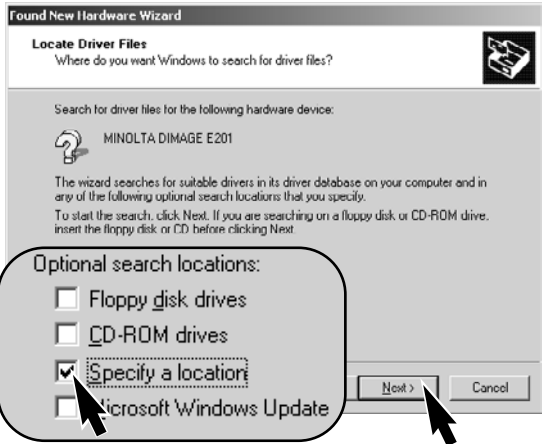 Found New Hardware Wizard
Locate Driver Files
Where do you want Windows to search for driver files?
Search for driver files for the following hardware device:
MINOLTA DIMAGE E201
The wizard searches for suitable drivers in its driver database on your computer and in
any of the following optional search locations that you specify.
To start the search, click Next. If you are searching on a floppy disk or CD-ROM drive,
insert the floppy disk or CD before clicking Next.
Optional search locations:
Floppy disk drives
CD-ROM drives
Specify a location
Microsoft Windows Update
Next >
Cancel